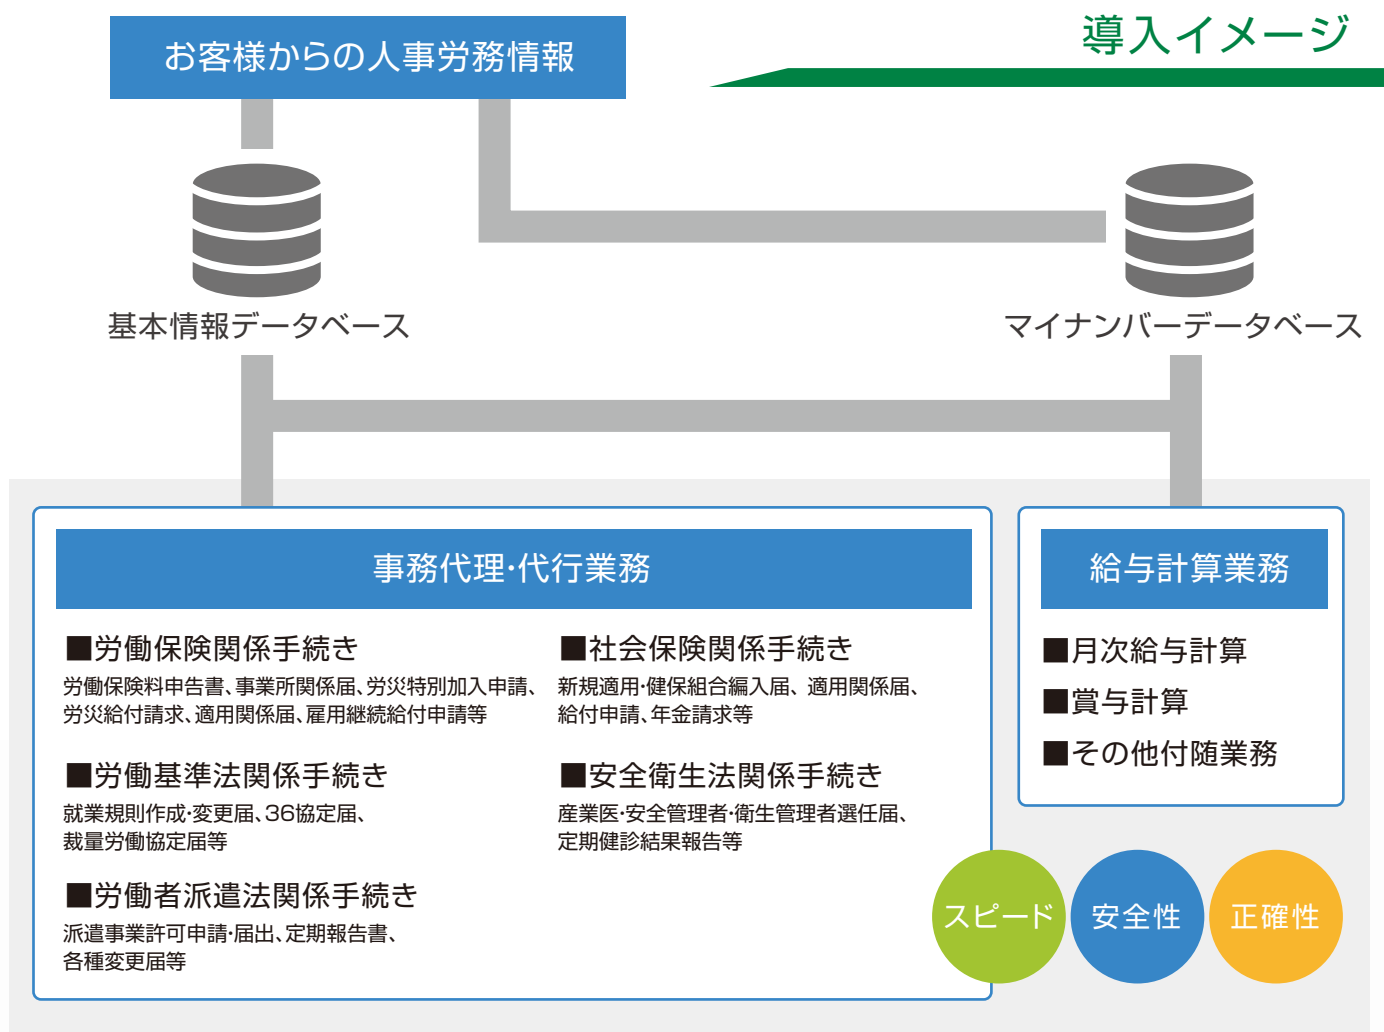 導入イメージ
お客様からの人事労務情報
基本情報データベース
マイナンバーデータベース
事務代理・代行業務
■労働保険関係手続き
労働保険料申告書、事業所関係届、労災特別加入申請、
労災給付請求、適用関係届、雇用継続給付申請等
■社会保険関係手続き
新規適用・健保組合編入届、適用関係届、
給付申請、年金請求等
■労働基準法関係手続き
就業規則作成・変更届、36協定届、
裁量労働協定届等
■安全衛生法関係手続き
産業医・安全管理者・衛生管理者選任届、
定期健診結果報告等
■労働者派遣法関係手続き
派遣事業許可申請・届出、定期報告書、
各種変更届等
給与計算業務
■月次給与計算
■賞与計算
■その他付随業務
スピード
安全性
正確性